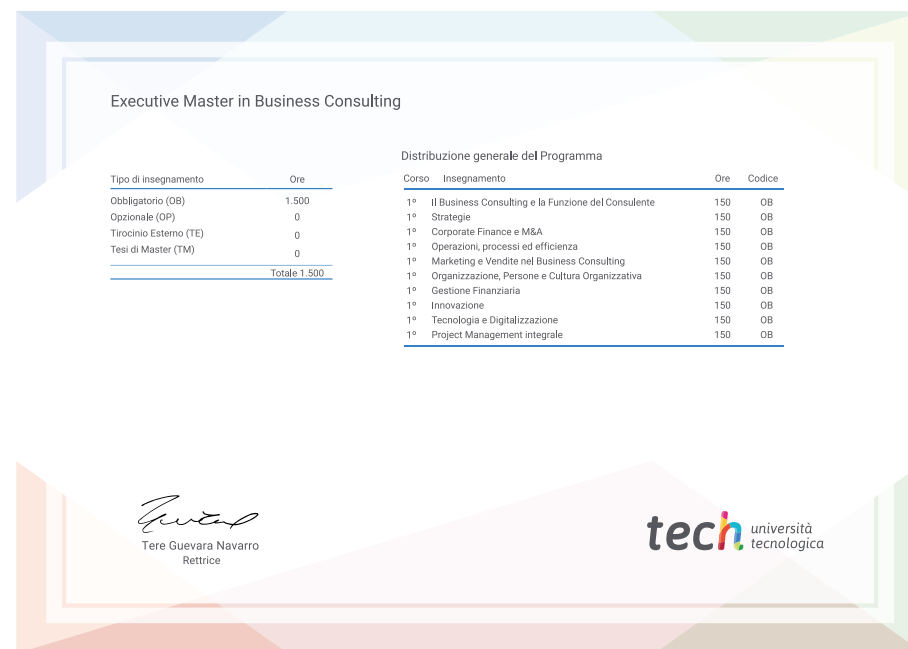 Executive Master in Business Consulting
Tipo di insegnamento Ore
Obbligatorio (OB) 1.500
Opzionale (OP) 0
Tirocinio Esterno (TE) 0
Tesi di Master (TM) 0
Totale 1.500
Distribuzione generale del Programma
Corso Insegnamento Ore Codice
1º Il Business Consulting e la Funzione del Consulente 150 OB
1º Strategie 150 OB
1º Corporate Finance e M&A 150 OB
1º Operazioni, processi ed efficienza 150 OB
1º Marketing e Vendite nel Business Consulting 150 OB
1º Organizzazione, Persone e Cultura Organizzativa 150 OB
1º Gestione Finanziaria 150 OB
1º Innovazione 150 OB
1º Tecnologia e Digitalizzazione 150 OB
1º Project Management integrale 150 OB
Tere Guevara Navarro
Rettrice
tech università
tecnologica